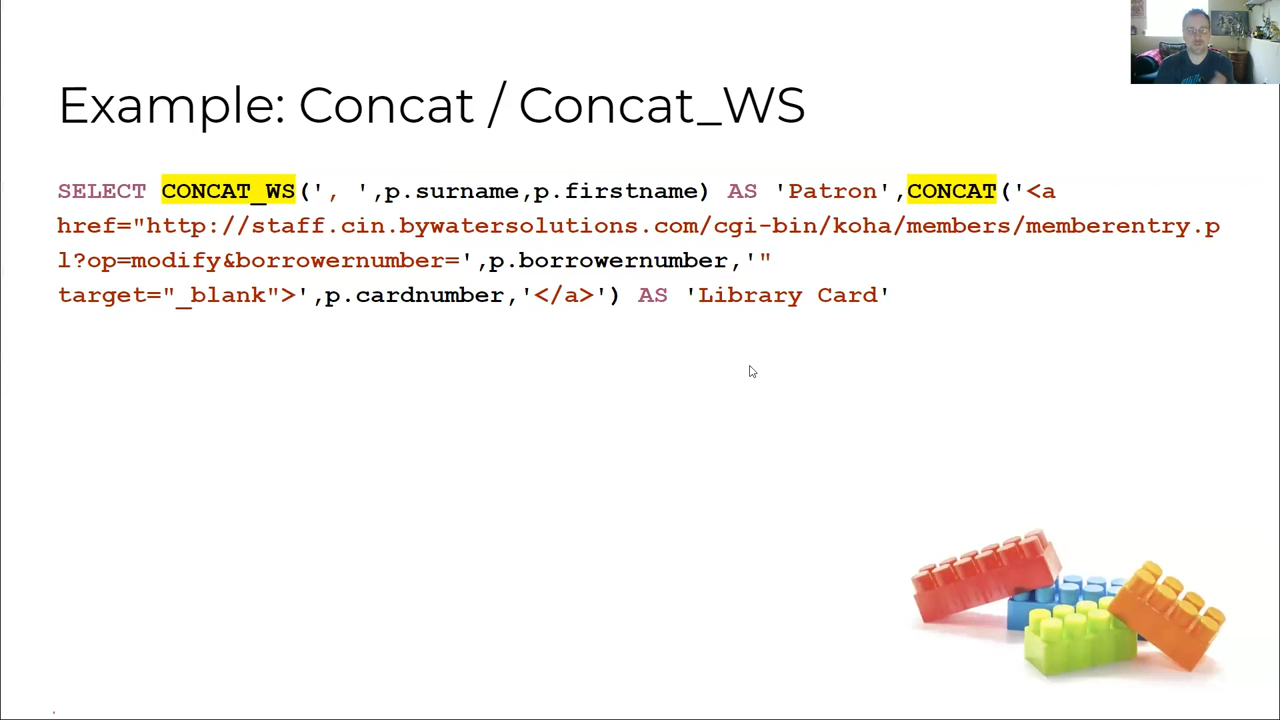 Example: Concat / Concat_WS
SELECT CONCAT_WS(', ',p.surname,p.firstname) AS 'Patron',CONCAT('<a
href="http://staff.cin.bywatersolutions.com/cgi-bin/koha/members/memberentry.p
l?op=modify&borrowernumber=',p.borrowernumber,'"
target="_blank">',p.cardnumber,'</a>') AS 'Library Card'